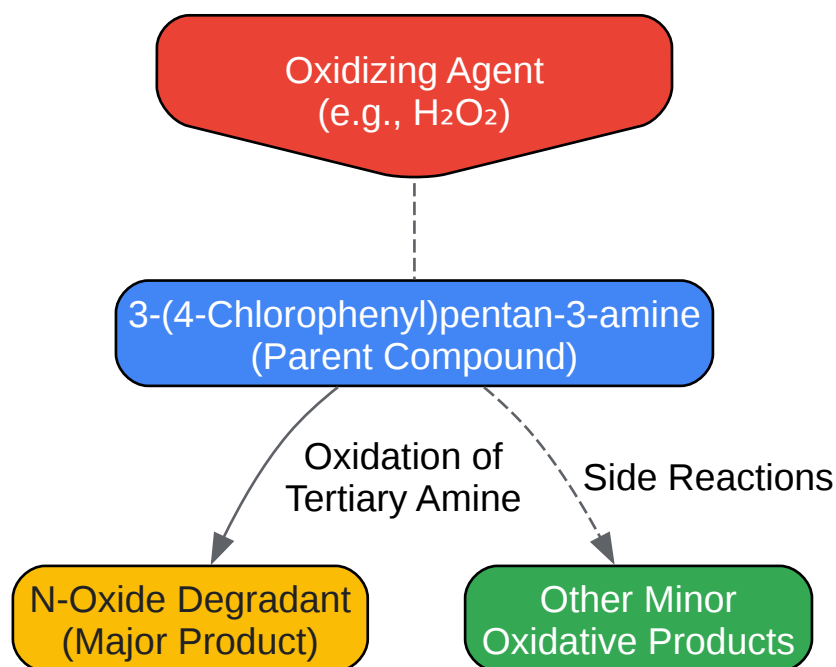 Oxidizing Agent
(e.g., H₂O₂)
3-(4-Chlorophenyl)pentan-3-amine
(Parent Compound)
Oxidation of
Tertiary Amine
Side Reactions
N-Oxide Degradant
(Major Product)
Other Minor
Oxidative Products